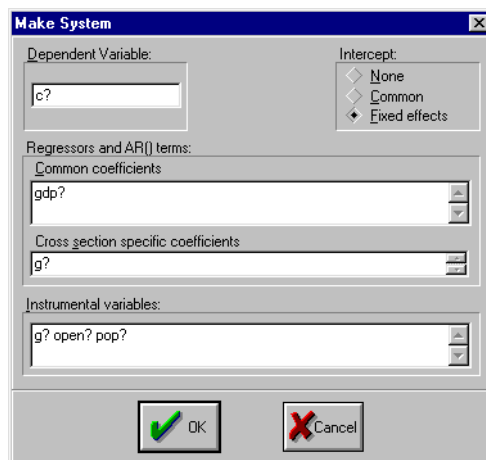 Make System
Dependent Variable:
c?
Intercept:
None
Common
Fixed effects
Regressors and AR() terms:
Common coefficients
gdp?
Cross section specific coefficients
g?
Instrumental variables:
g? open? pop?
OK
Cancel